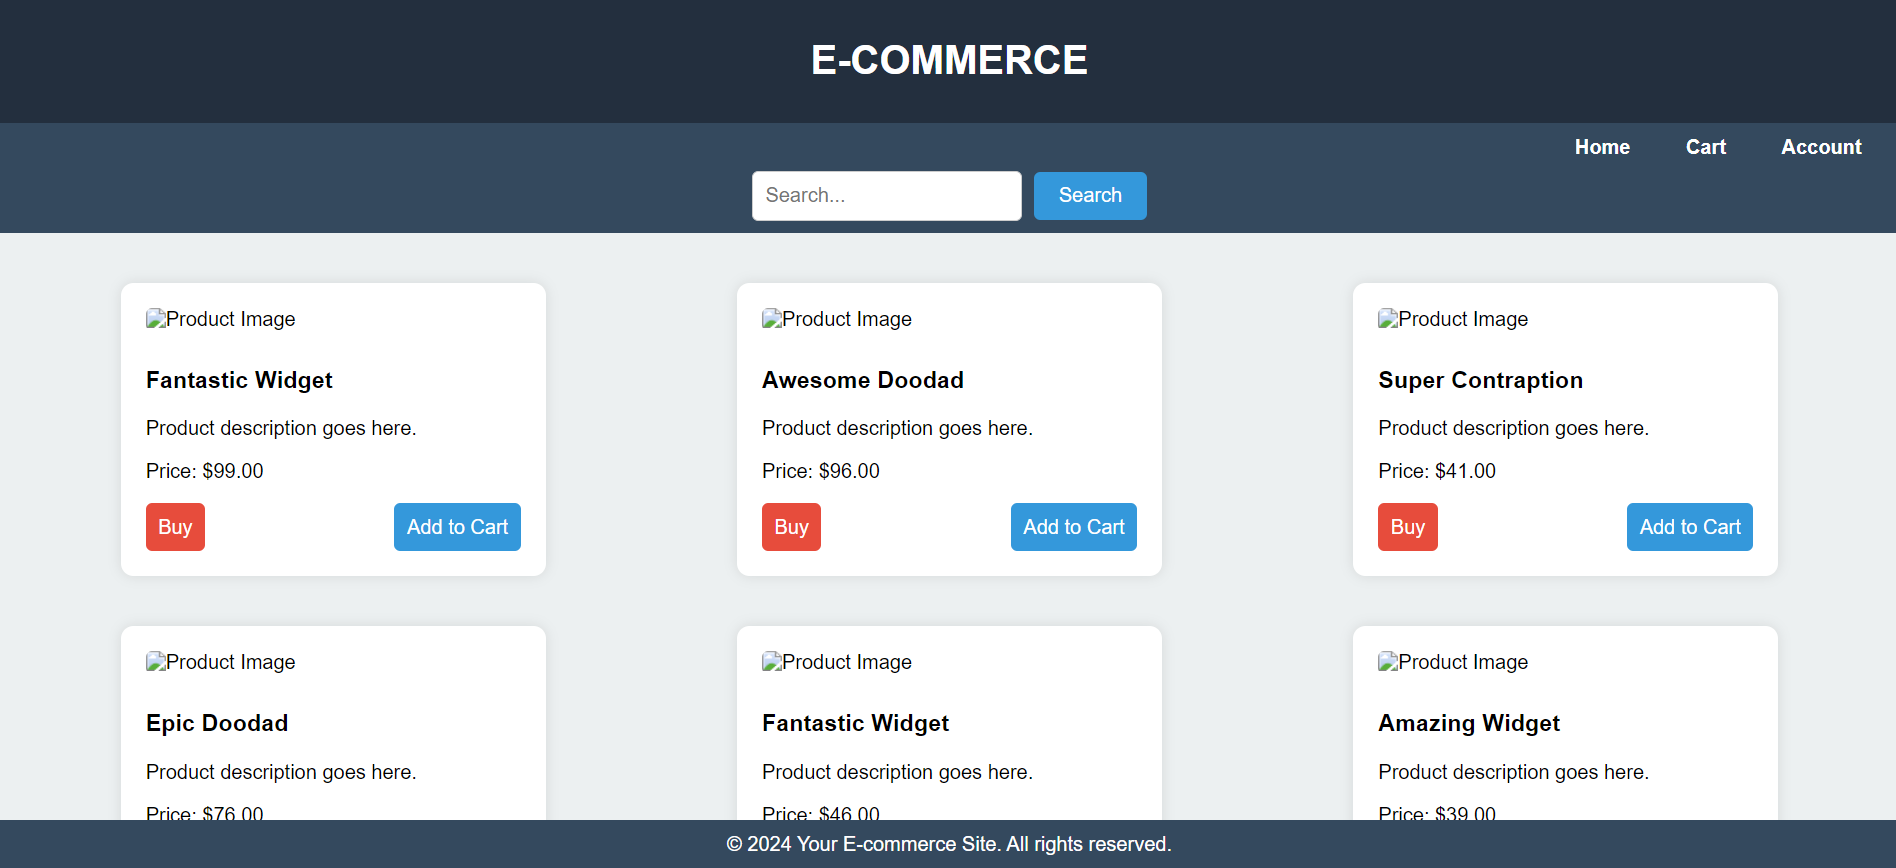 E-COMMERCE
Home Cart Account
Search... Search
Product Image Product Image Product Image
Fantastic Widget Awesome Doodad Super Contraption
Product description goes here. Product description goes here. Product description goes here.
Price: $99.00 Price: $96.00 Price: $41.00
Buy Add to Cart Buy Add to Cart Buy Add to Cart
Product Image Product Image Product Image
Epic Doodad Fantastic Widget Amazing Widget
Product description goes here. Product description goes here. Product description goes here.
Price: $76.00 Price: $46.00 Price: $39.00
© 2024 Your E-commerce Site. All rights reserved.